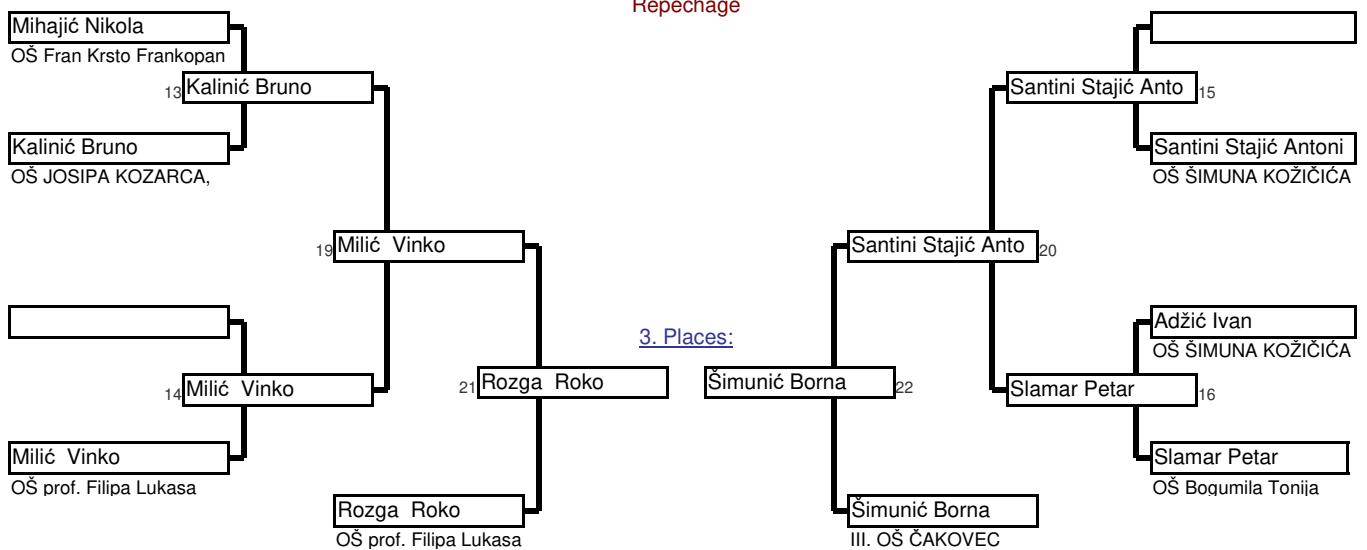 Repechage
Mihajić Nikola
OŠ Fran Krsto Frankopan
13 Kalinić Bruno
Santini Stajić Anto 15
Kalinić Bruno
Santini Stajić Antoni
OŠ JOSIPA KOZARCA,
OŠ ŠIMUNA KOŽIČIĆA
19 Milić Vinko
Santini Stajić Anto 20
Adžić Ivan
3. Places:
OŠ ŠIMUNA KOŽIČIĆA
14 Milić Vinko
21 Rozga Roko
Šimunić Borna 22
Slamar Petar 16
Milić Vinko
Slamar Petar
OŠ prof. Filipa Lukasa
OŠ Bogumila Tonija
Rozga Roko
Šimunić Borna
OŠ prof. Filipa Lukasa
III. OŠ ČAKOVEC